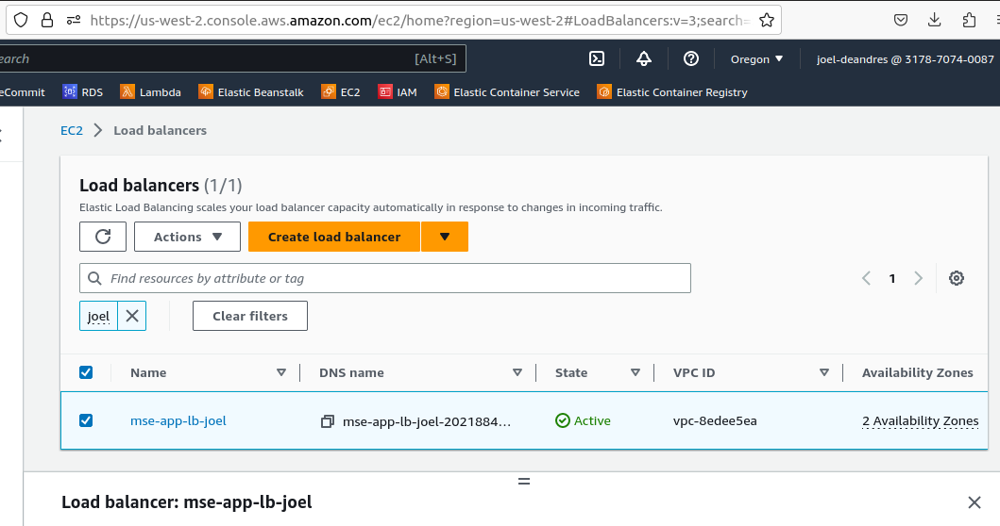 https://us-west-2.console.aws.amazon.com/ec2/home?region=us-west-2#LoadBalancers:v=3;search=
earch [Alt+S] Oregon joel-deandres @ 3178-7074-0087
eCommit RDS Lambda Elastic Beanstalk EC2 IAM Elastic Container Service Elastic Container Registry
EC2 Load balancers
Load balancers (1/1)
Elastic Load Balancing scales your load balancer capacity automatically in response to changes in incoming traffic.
Actions Create load balancer
Find resources by attribute or tag 1
joel Clear filters
Name DNS name State VPC ID Availability Zones
mse-app-lb-joel mse-app-lb-joel-2021884... Active vpc-8edee5ea 2 Availability Zones
Load balancer: mse-app-lb-joel